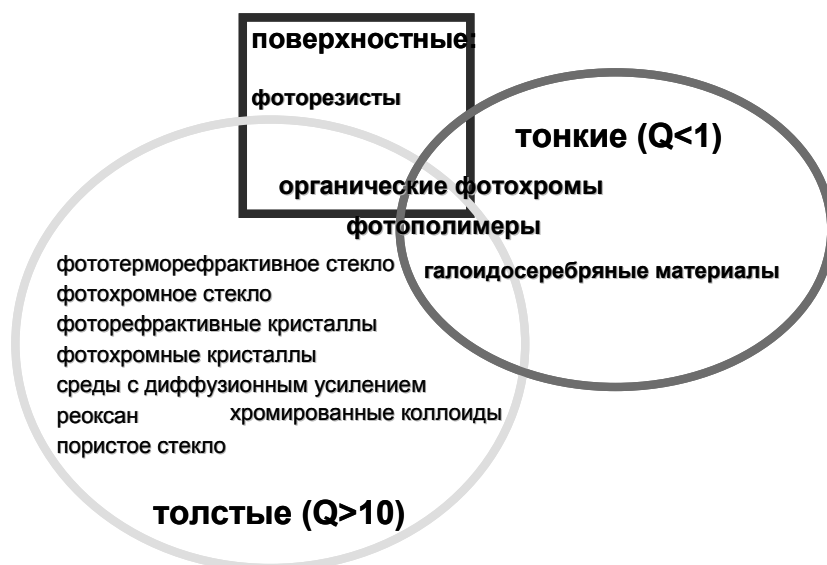 поверхностные:
фоторезисты
тонкие (Q<1)
органические фотохромы
фотополимеры
фототерморефрактивное стекло
галоидосеребряные материалы
фотохромное стекло
фоторефрактивные кристаллы
фотохромные кристаллы
среды с диффузионным усилением
реоксан хромированные коллоиды
пористое стекло
толстые (Q>10)